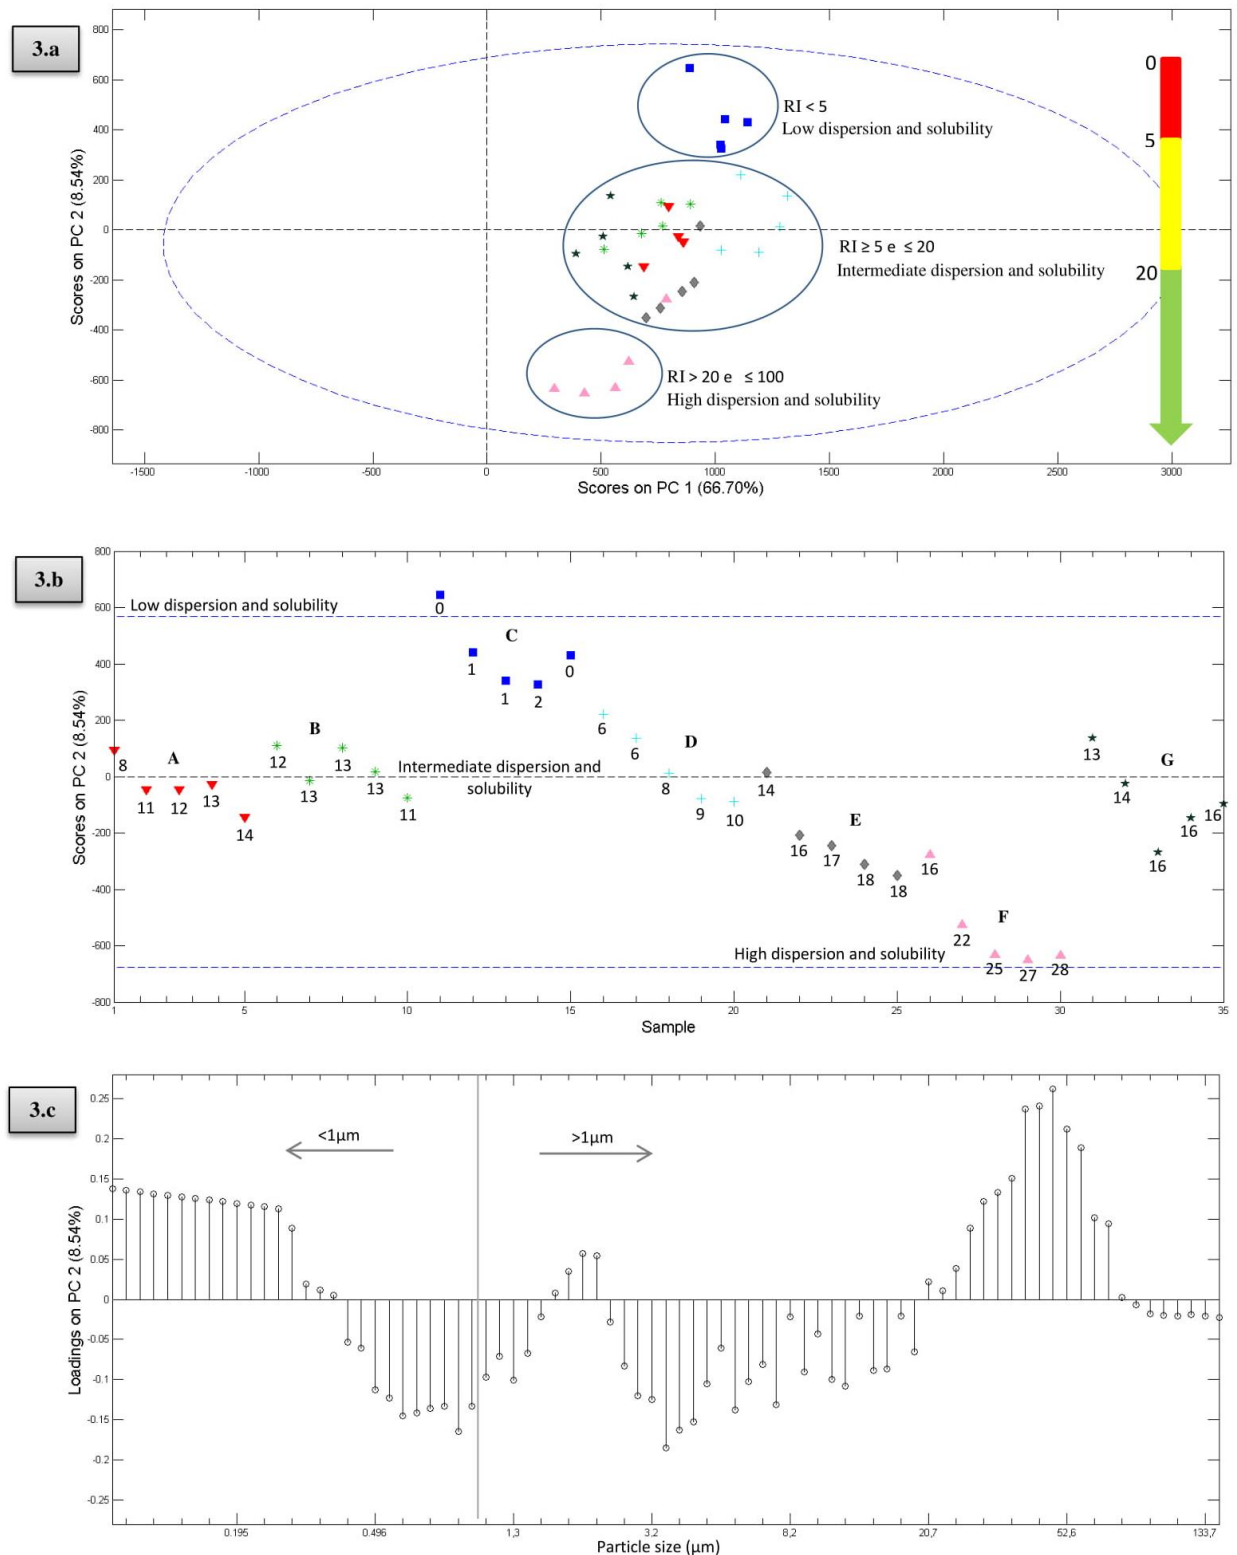 3.a
800
600
400
200
0
-200
-400
-600
-800
Scores on PC 2 (8.54%)
RI < 5
Low dispersion and solubility
RI ≥ 5 e ≤ 20
Intermediate dispersion and solubility
RI > 20 e ≤ 100
High dispersion and solubility
0
5
20
-1500 -1000 -500 0 500 1000 1500 2000 2500 3000
Scores on PC 1 (66.70%)
3.b
800
600
400
200
0
-200
-400
-600
-800
Scores on PC 2 (8.54%)
Low dispersion and solubility
0
C
1 1 2 0
B
A
8 11 12 13 14
12 13 13 13 11
Intermediate dispersion and
solubility
6 6 8 9 10
D
14 16 17 18 18
E
16 22 25 27 28
F
High dispersion and solubility
13 14 16 16 16
G
1 5 10 15 20 25 30 35
Sample
3.c
0.25
0.2
0.15
0.1
0.05
0
-0.05
-0.1
-0.15
-0.2
-0.25
Loadings on PC 2 (8.54%)
<1µm
>1µm
0.195 0.496 1,3 3.2 8,2 20,7 52,6 133,7
Particle size (µm)